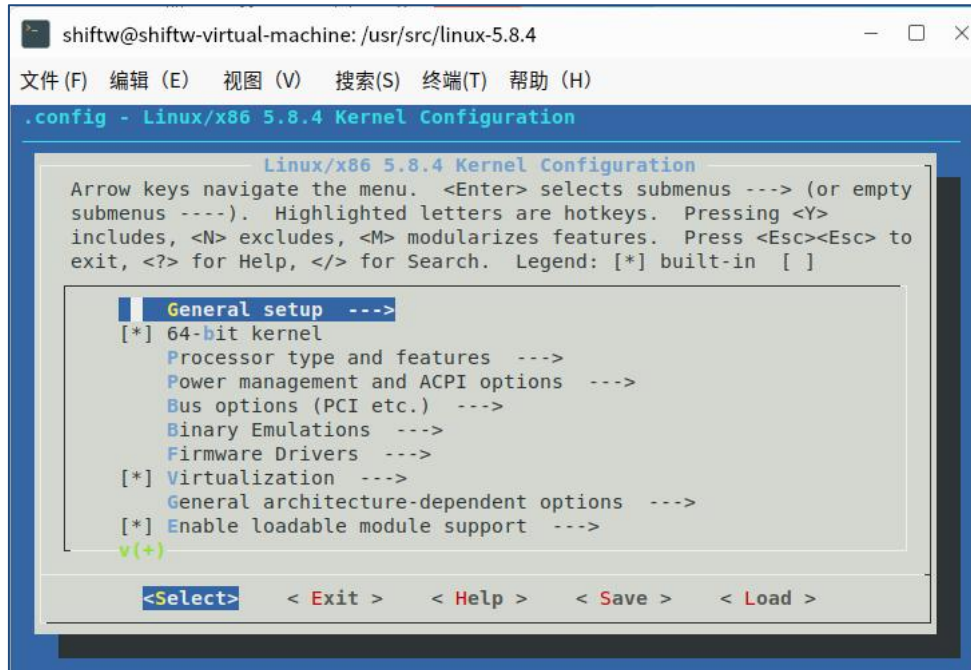 shiftw@shiftw-virtual-machine: /usr/src/linux-5.8.4
文件 (F) 编辑（E） 视图（V） 搜索(S) 终端(T) 帮助（H）
.config - Linux/x86 5.8.4 Kernel Configuration
Linux/x86 5.8.4 Kernel Configuration
Arrow keys navigate the menu.  <Enter> selects submenus ---> (or empty
submenus ----).  Highlighted letters are hotkeys.  Pressing <Y>
includes, <N> excludes, <M> modularizes features.  Press <Esc><Esc> to
exit, <?> for Help, </> for Search.  Legend: [*] built-in  [ ]
General setup  --->
[*] 64-bit kernel
Processor type and features  --->
Power management and ACPI options  --->
Bus options (PCI etc.)  --->
Binary Emulations  --->
Firmware Drivers  --->
[*] Virtualization  --->
General architecture-dependent options  --->
[*] Enable loadable module support  --->
v(+)
<Select>    < Exit >    < Help >    < Save >    < Load >